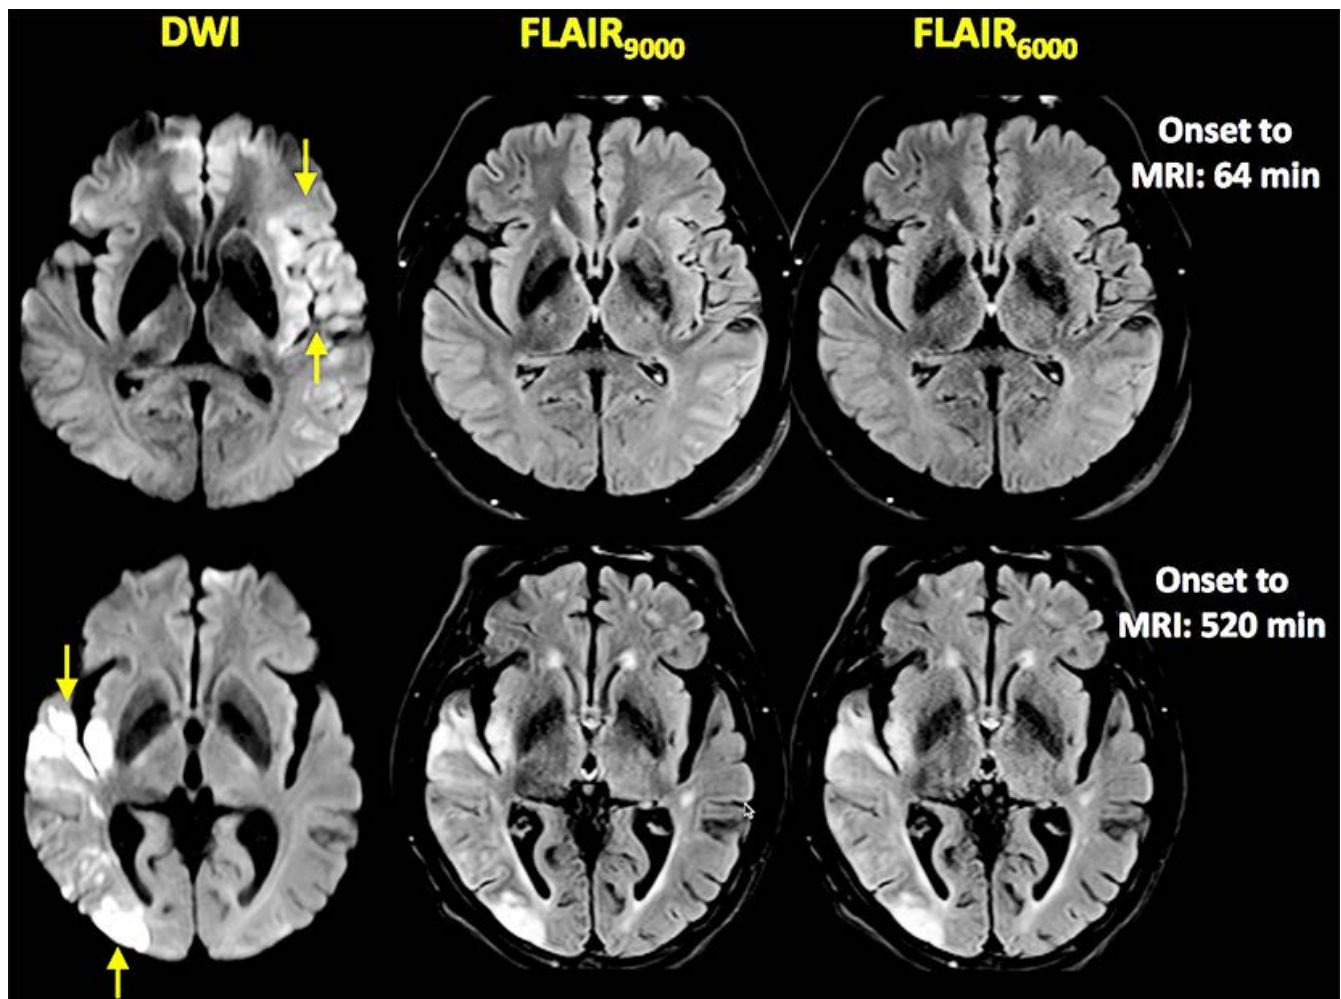 DWI
FLAIR9000
FLAIR6000
Onset to
MRI: 64 min
Onset to
MRI: 520 min